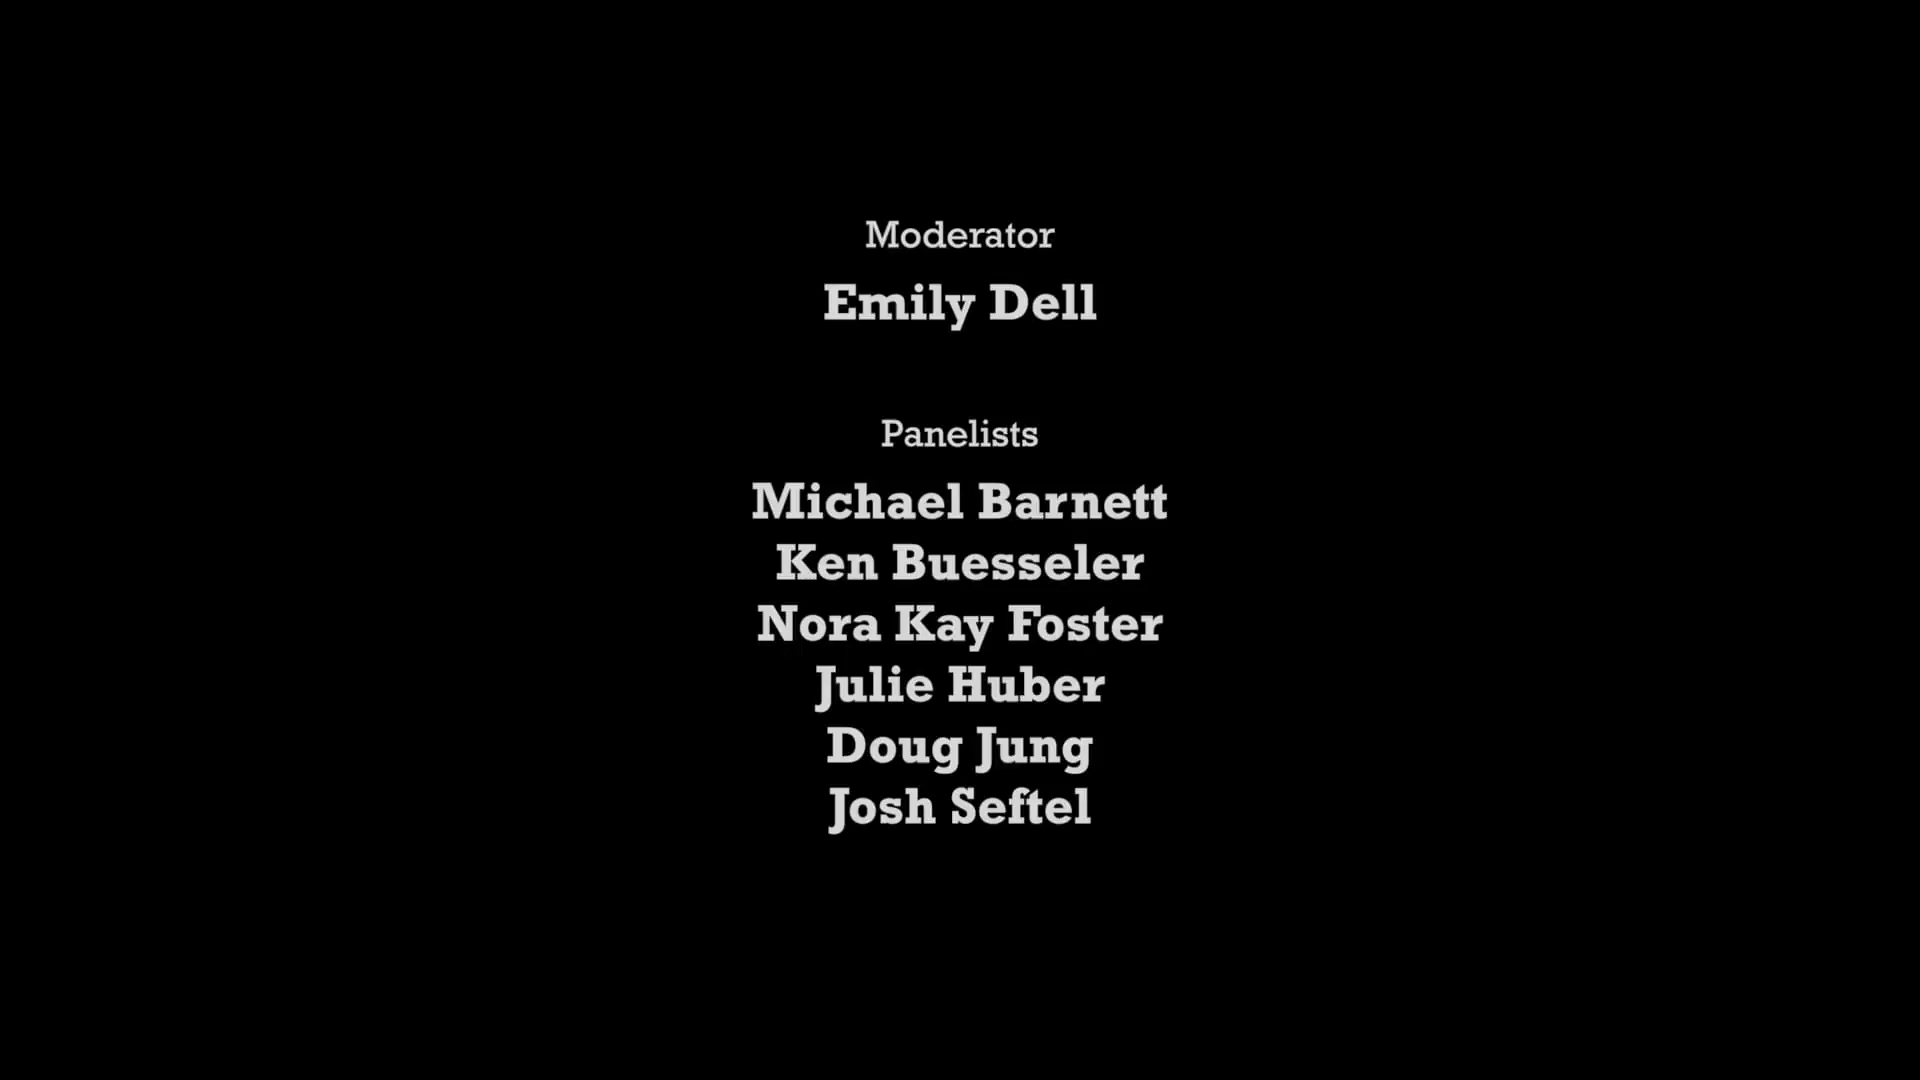 Moderator
Emily Dell
Panelists
Michael Barnett
Ken Buesseler
Nora Kay Foster
Julie Huber
Doug Jung
Josh Seftel